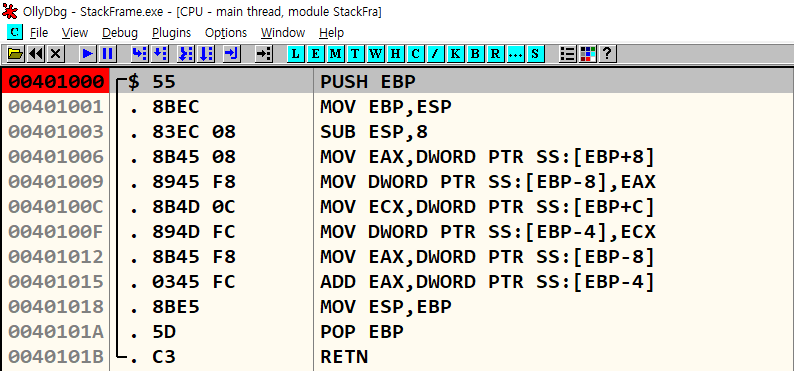 OllyDbg - StackFrame.exe - [CPU - main thread, module StackFra]
C File View Debug Plugins Options Window Help
L E M T W H C / K B R ... S ?
00401000 $ 55 PUSH EBP
00401001 . 8BEC MOV EBP,ESP
00401003 . 83EC 08 SUB ESP,8
00401006 . 8B45 08 MOV EAX,DWORD PTR SS:[EBP+8]
00401009 . 8945 F8 MOV DWORD PTR SS:[EBP-8],EAX
0040100C . 8B4D 0C MOV ECX,DWORD PTR SS:[EBP+C]
0040100F . 894D FC MOV DWORD PTR SS:[EBP-4],ECX
00401012 . 8B45 F8 MOV EAX,DWORD PTR SS:[EBP-8]
00401015 . 0345 FC ADD EAX,DWORD PTR SS:[EBP-4]
00401018 . 8BE5 MOV ESP,EBP
0040101A . 5D POP EBP
0040101B . C3 RETN